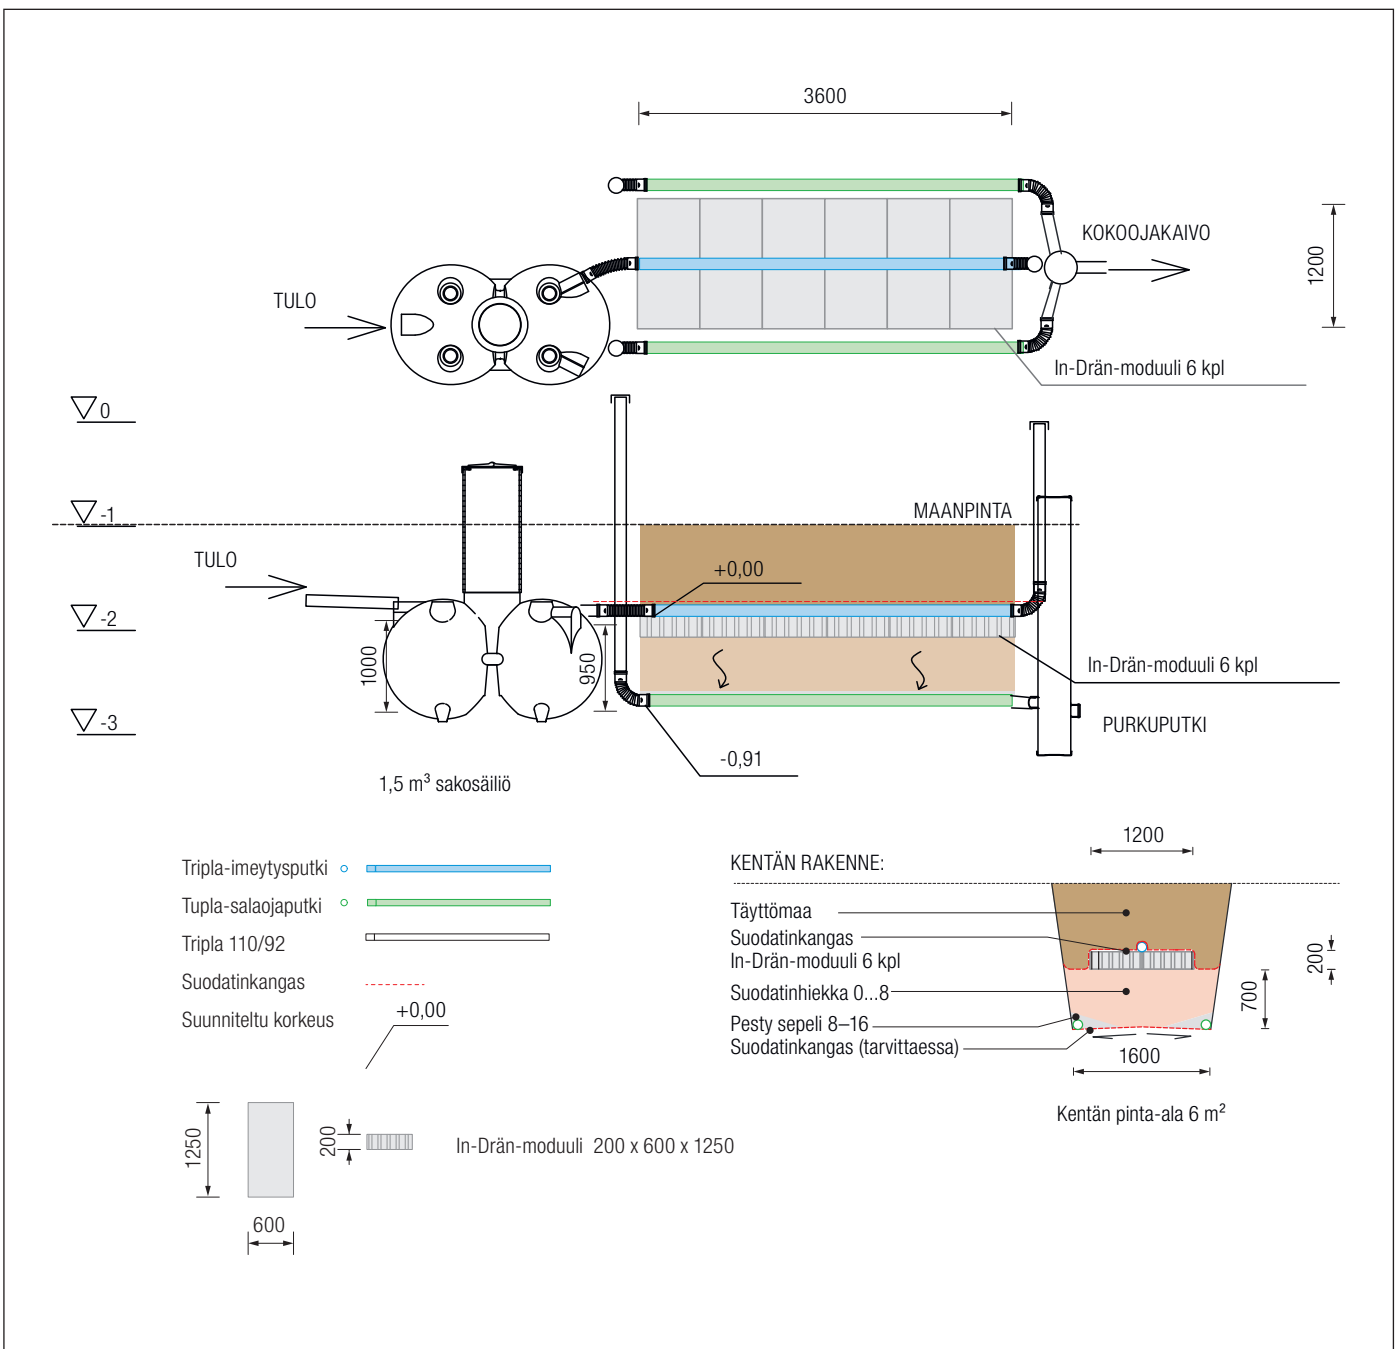 3600
KOKOOJAKAIVO
1200
TULO
In-Drän-moduuli 6 kpl
0
-1
MAANPINTA
TULO
+0,00
-2
1000
950
In-Drän-moduuli 6 kpl
-3
PURKUPUTKI
-0,91
1,5 m³ sakosäiliö
Tripla-imeytysputki
Tupla-salaojaputki
Tripla 110/92
Suodatinkangas
Suunniteltu korkeus
+0,00
1250
200
In-Drän-moduuli 200 x 600 x 1250
600
1200
KENTÄN RAKENNE:
Täyttömaa
Suodatinkangas
In-Drän-moduuli 6 kpl
200
Suodatinhiekka 0...8
700
Pesty sepeli 8–16
Suodatinkangas (tarvittaessa)
1600
Kentän pinta-ala 6 m²